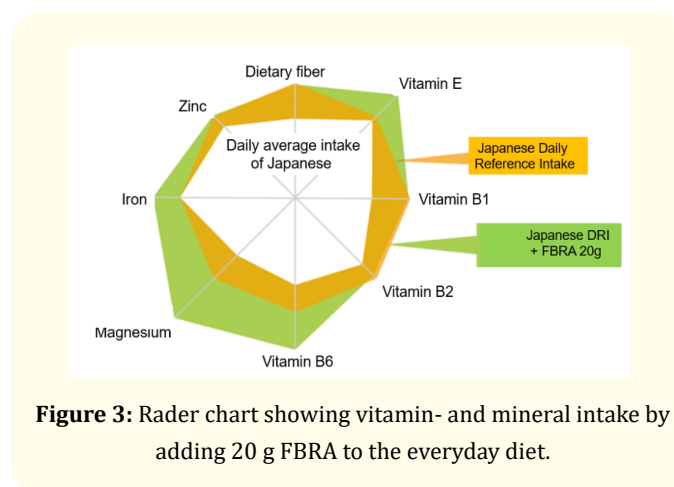 Dietary fiber
Vitamin E
Zinc
Daily average intake
of Japanese
Japanese Daily
Reference Intake
Iron
Vitamin B1
Japanese DRI
+ FBRA 20g
Vitamin B2
Magnesium
Vitamin B6
Figure 3: Rader chart showing vitamin- and mineral intake by
adding 20 g FBRA to the everyday diet.